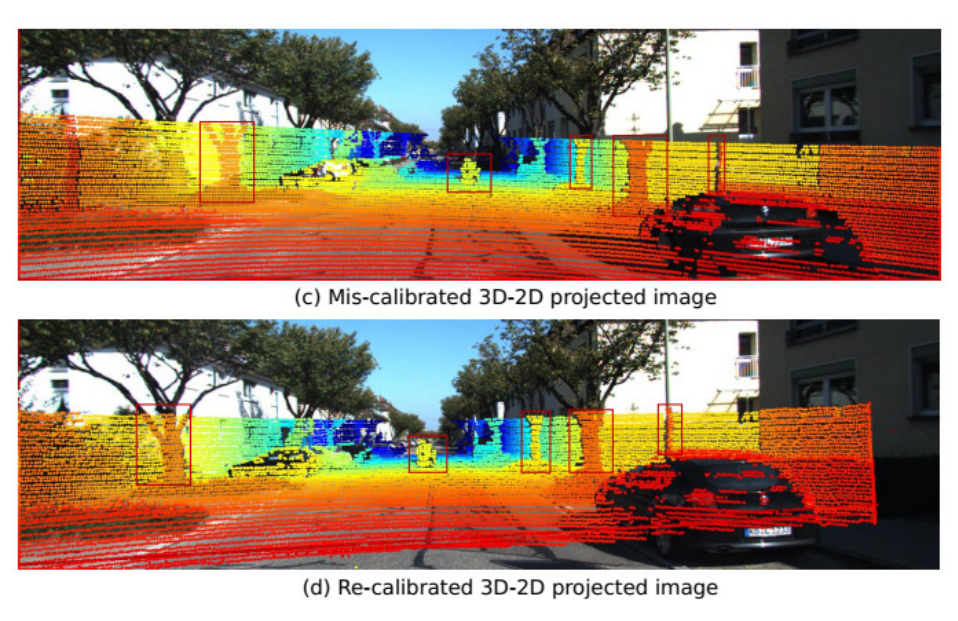 (c) Mis-calibrated 3D-2D projected image
(d) Re-calibrated 3D-2D projected image